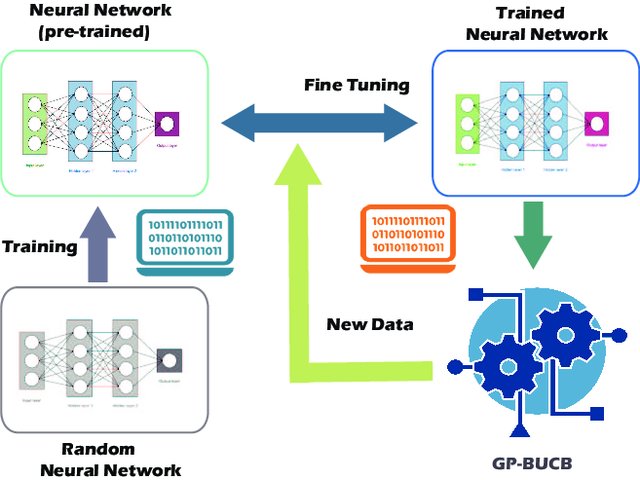 Neural Network
(pre-trained)
Trained
Neural Network
Fine Tuning
Input Layer
Hidden Layer 1
Hidden Layer 2
Output Layer
Input Layer
Hidden Layer 1
Hidden Layer 2
Output Layer
Training
10111101111011
0110110101110
1011011011011
10111101111011
0110110101110
1011011011011
New Data
Input Layer
Hidden Layer 1
Hidden Layer 2
Output Layer
Random
Neural Network
GP-BUCB